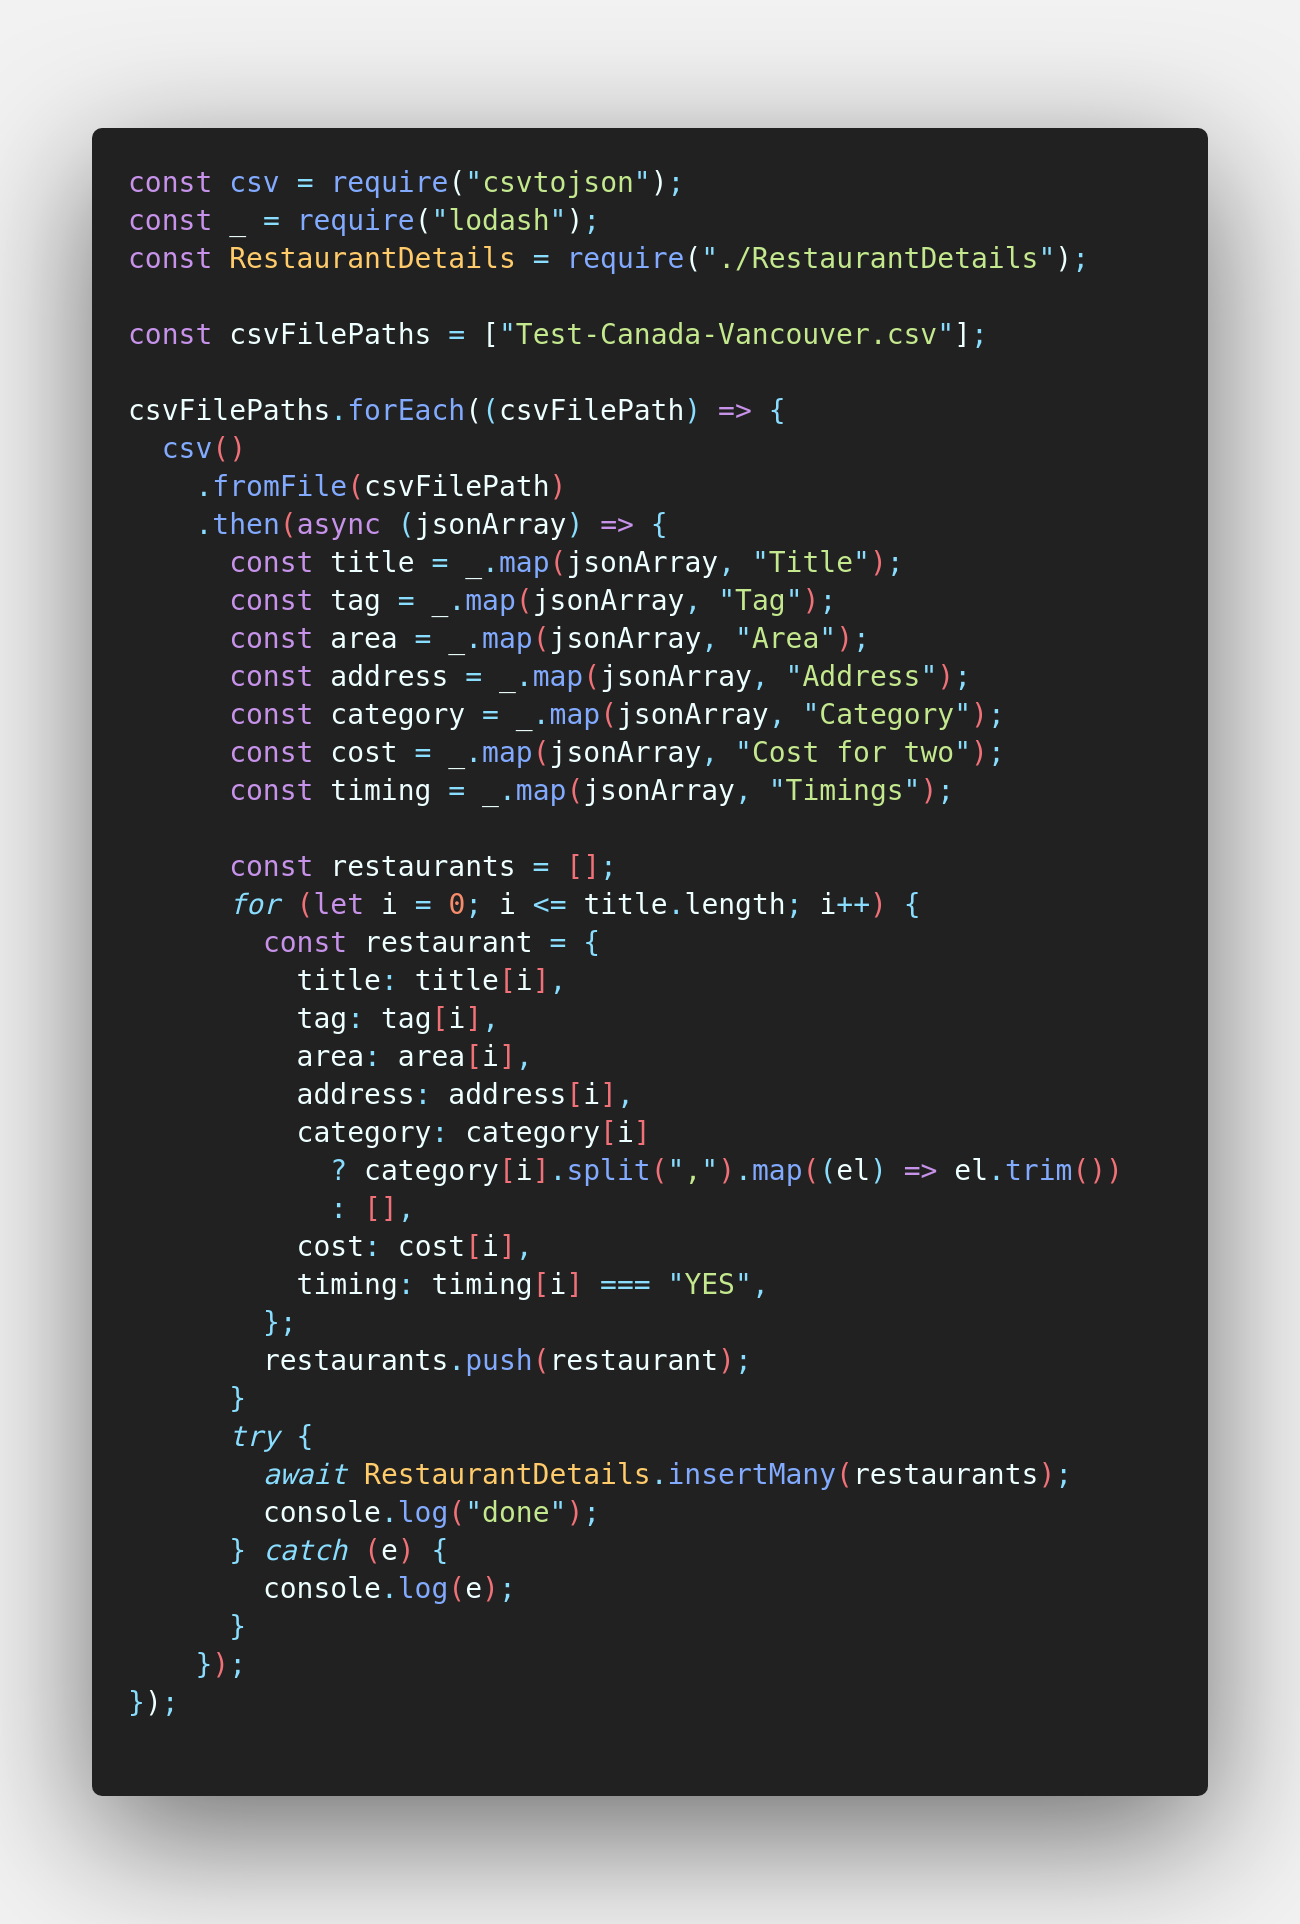 const csv = require("csvtojson");
const _ = require("lodash");
const RestaurantDetails = require("./RestaurantDetails");

const csvFilePaths = ["Test-Canada-Vancouver.csv"];

csvFilePaths.forEach((csvFilePath) => {
  csv()
    .fromFile(csvFilePath)
    .then(async (jsonArray) => {
      const title = _.map(jsonArray, "Title");
      const tag = _.map(jsonArray, "Tag");
      const area = _.map(jsonArray, "Area");
      const address = _.map(jsonArray, "Address");
      const category = _.map(jsonArray, "Category");
      const cost = _.map(jsonArray, "Cost for two");
      const timing = _.map(jsonArray, "Timings");

      const restaurants = [];
      for (let i = 0; i <= title.length; i++) {
        const restaurant = {
          title: title[i],
          tag: tag[i],
          area: area[i],
          address: address[i],
          category: category[i]
            ? category[i].split(",").map((el) => el.trim())
            : [],
          cost: cost[i],
          timing: timing[i] === "YES",
        };
        restaurants.push(restaurant);
      }
      try {
        await RestaurantDetails.insertMany(restaurants);
        console.log("done");
      } catch (e) {
        console.log(e);
      }
    });
});